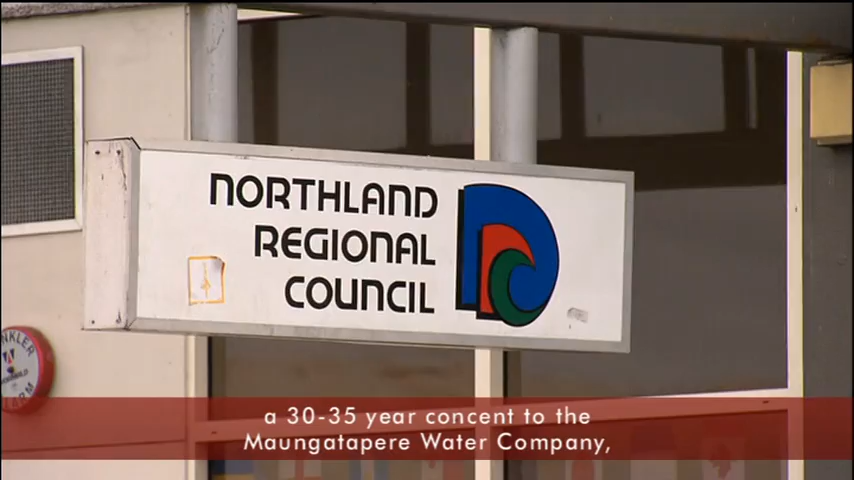 NORTHLAND
REGIONAL
COUNCIL
a 30-35 year concent to the
Maungatapere Water Company,